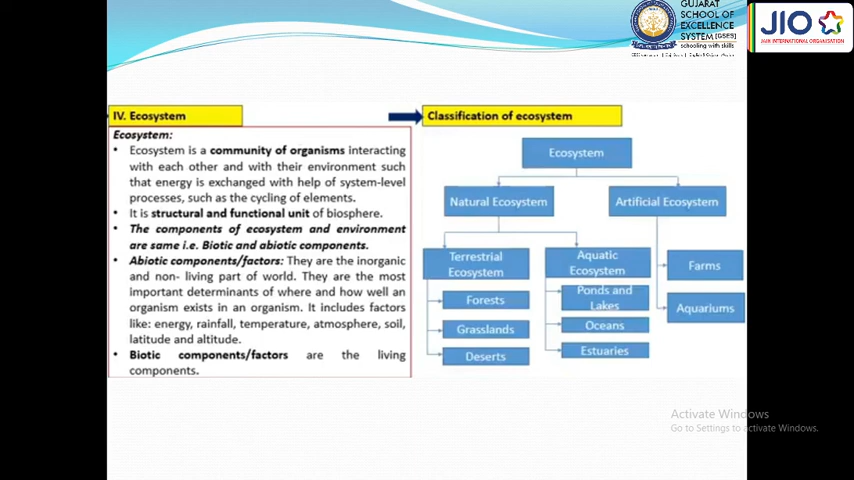 GUJARAT
SCHOOL OF
EXCELLENCE
SYSTEM [GSES]
schooling with skills
JIO
JAIN INTERNATIONAL ORGANISATION
IV. Ecosystem
Ecosystem:
• Ecosystem is a community of organisms interacting
with each other and with their environment such
that energy is exchanged with help of system-level
processes, such as the cycling of elements.
• It is structural and functional unit of biosphere.
• The components of ecosystem and environment
are same i.e. Biotic and abiotic components.
• Abiotic components/factors: They are the inorganic
and non- living part of world. They are the most
important determinants of where and how well an
organism exists in an organism. It includes factors
like: energy, rainfall, temperature, atmosphere, soil,
latitude and altitude.
• Biotic components/factors are the living
components.
Classification of ecosystem
Ecosystem
Natural Ecosystem
Artificial Ecosystem
Terrestrial
Ecosystem
Forests
Grasslands
Deserts
Aquatic
Ecosystem
Ponds and
Lakes
Oceans
Estuaries
Farms
Aquariums
Activate Windows
Go to Settings to activate Windows.